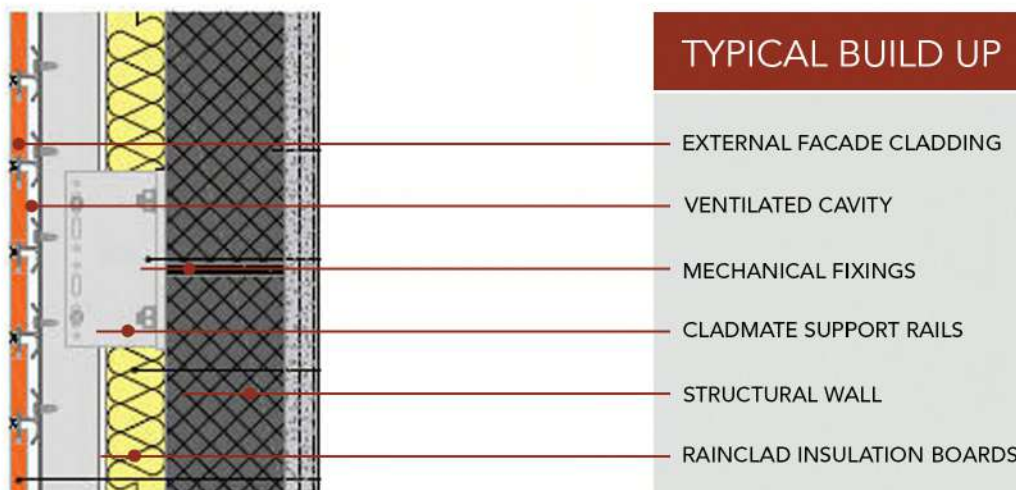 TYPICAL BUILD UP
EXTERNAL FACADE CLADDING
VENTILATED CAVITY
MECHANICAL FIXINGS
CLADMATE SUPPORT RAILS
STRUCTURAL WALL
RAINCLAD INSULATION BOARDS